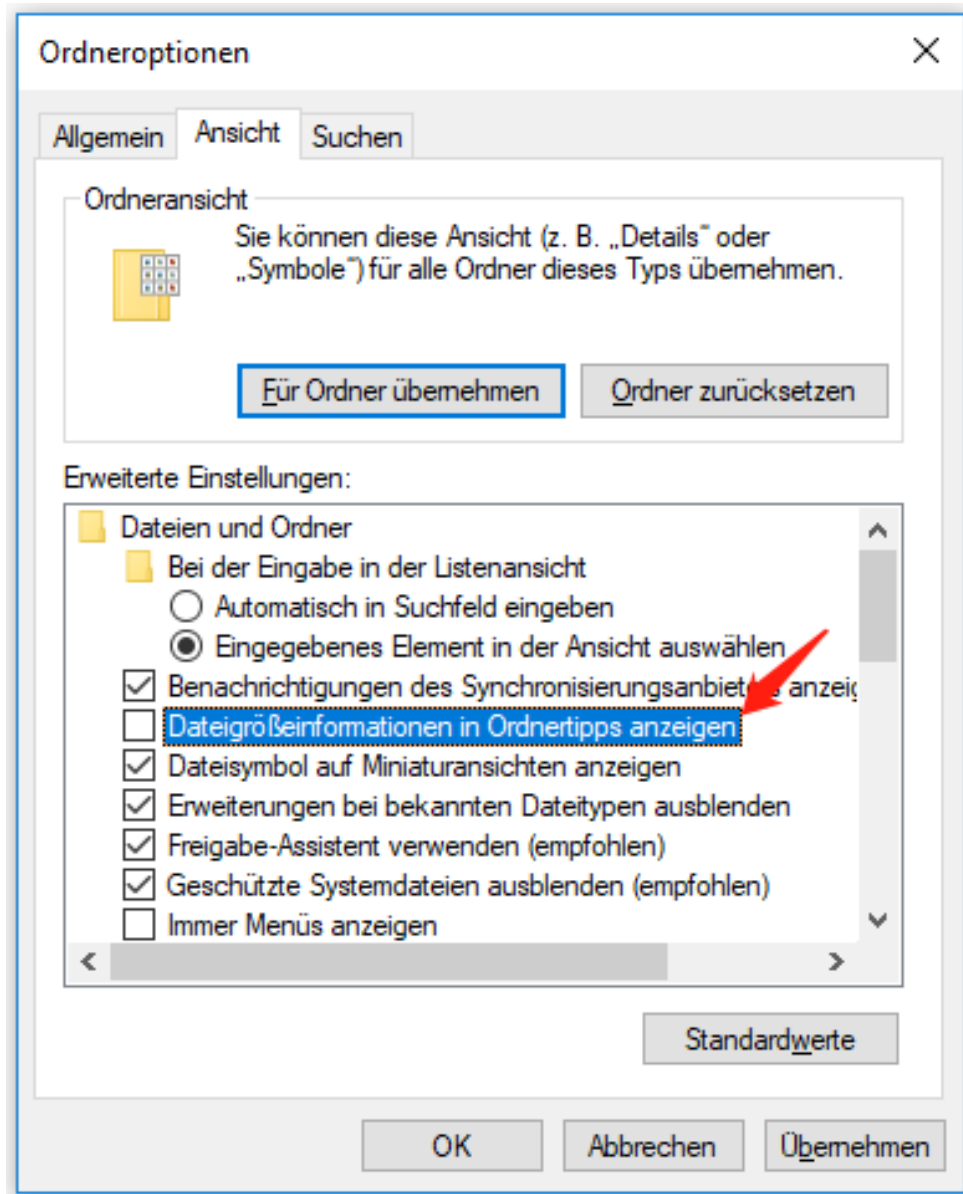 Ordneroptionen
Allgemein
Ansicht
Suchen
Ordneransicht
Sie können diese Ansicht (z. B. „Details" oder
„Symbole") für alle Ordner dieses Typs übernehmen.
Für Ordner übernehmen
Ordner zurücksetzen
Erweiterte Einstellungen:
Dateien und Ordner
Bei der Eingabe in der Listenansicht
Automatisch in Suchfeld eingeben
Eingegebenes Element in der Ansicht auswählen
Benachrichtigungen des Synchronisierungsanbieters anzeig
Dateigrößeinformationen in Ordnertipps anzeigen
Dateisymbol auf Miniaturansichten anzeigen
Erweiterungen bei bekannten Dateitypen ausblenden
Freigabe-Assistent verwenden (empfohlen)
Geschützte Systemdateien ausblenden (empfohlen)
Immer Menüs anzeigen
Standardwerte
OK
Abbrechen
Übernehmen